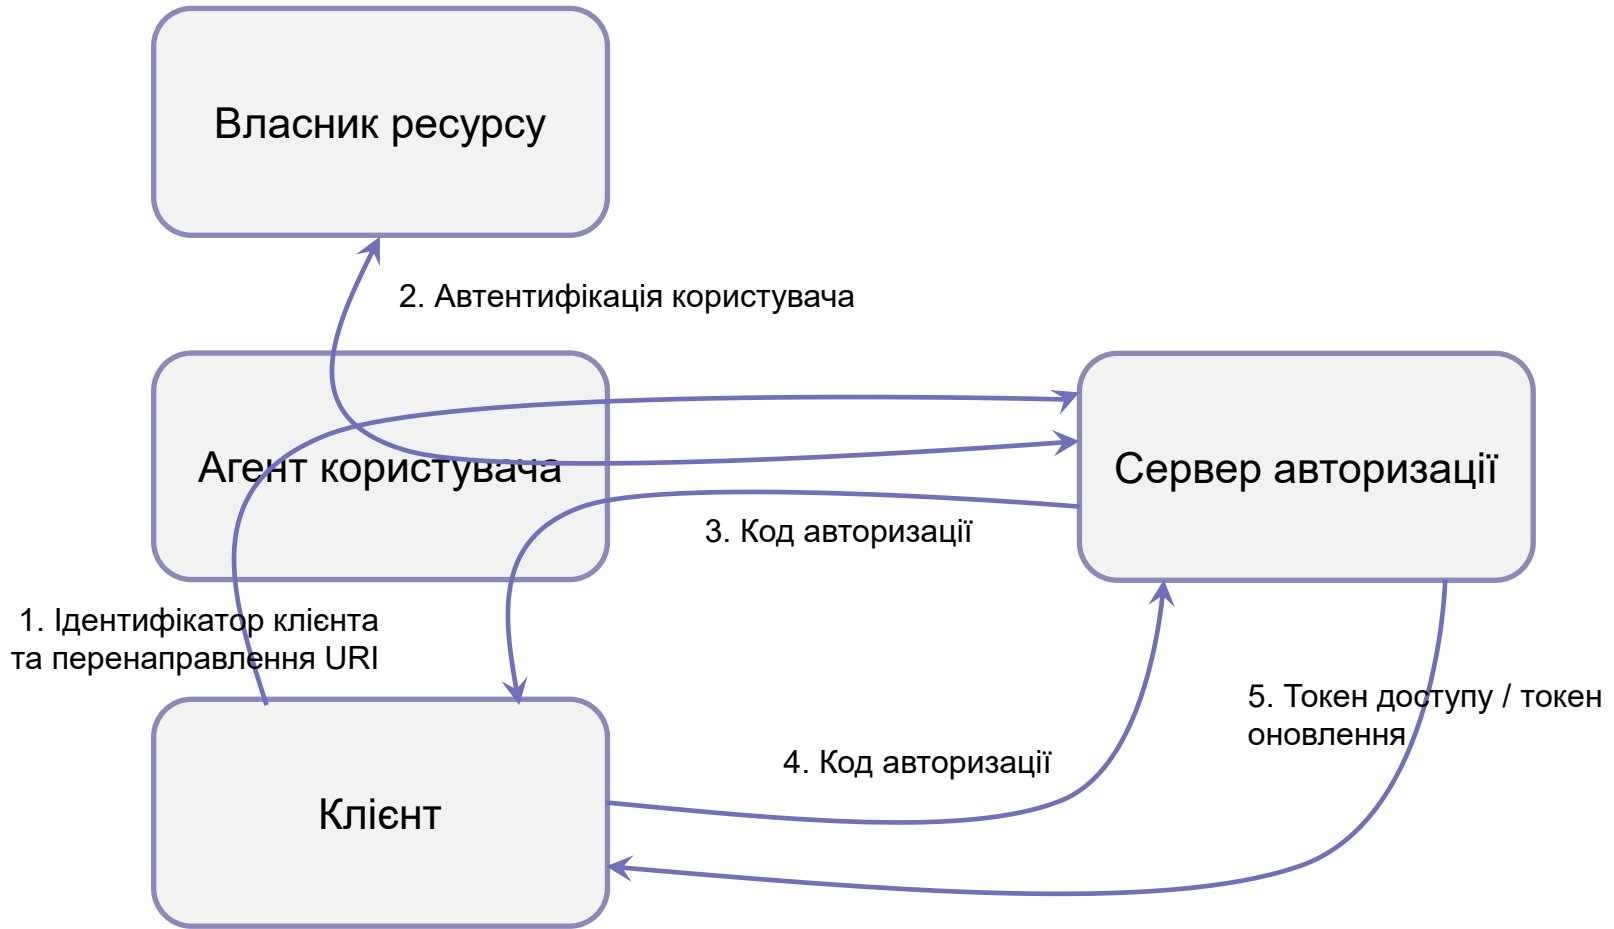 Власник ресурсу
2. Автентифікація користувача
Агент користувача
Сервер авторизації
3. Код авторизації
1. Ідентифікатор клієнта
та перенаправлення URI
5. Токен доступу / токен
оновлення
4. Код авторизації
Клієнт